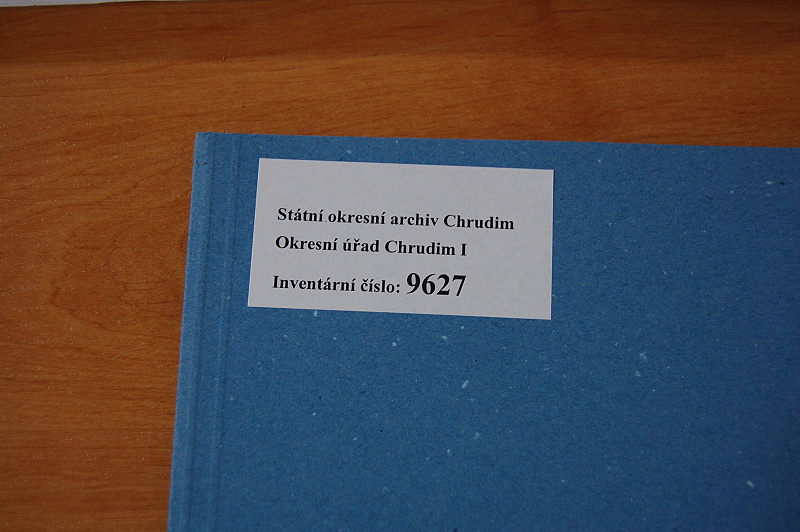 Státní okresní archiv Chrudim
Okresní úřad Chrudim I
Inventární číslo: 9627